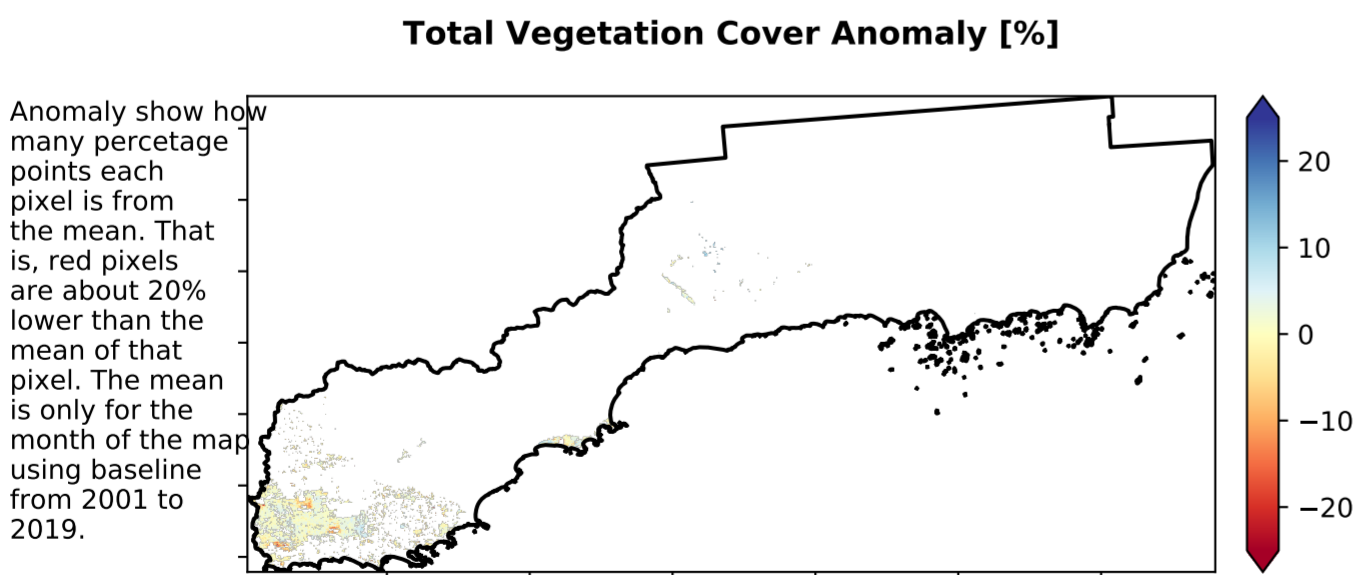 Total Vegetation Cover Anomaly [%]
Anomaly show how
many percetage
points each
pixel is from
the mean. That
is, red pixels
are about 20%
lower than the
mean of that
pixel. The mean
is only for the
month of the map
using baseline
from 2001 to
2019.
20
10
0
−10
−20